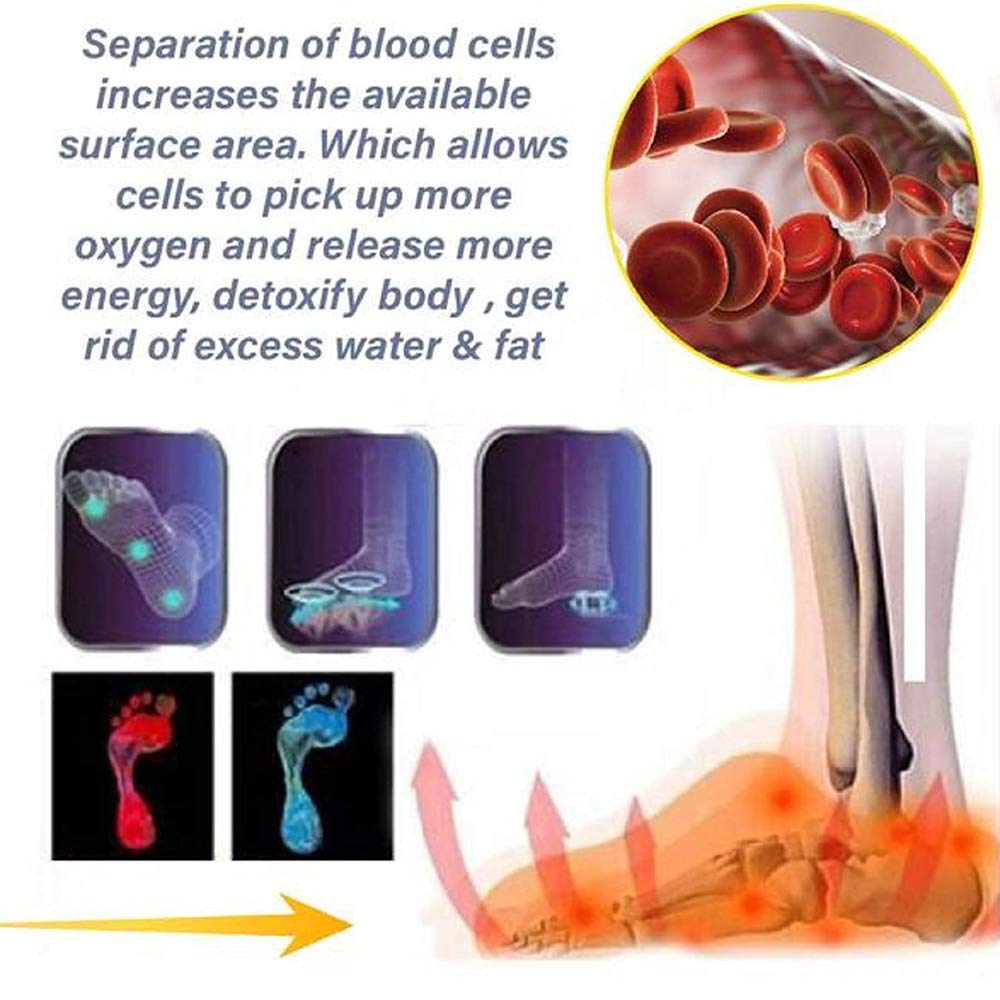 Separation of blood cells
increases the available
surface area. Which allows
cells to pick up more
oxygen and release more
energy, detoxify body , get
rid of excess water & fat